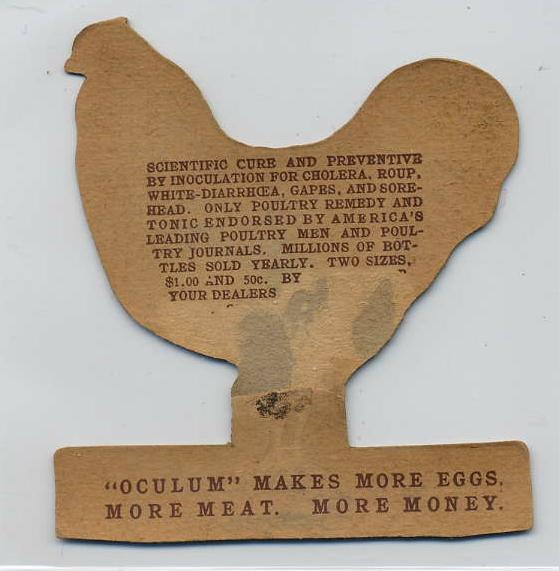 SCIENTIFIC CURE AND PREVENTIVE
BY INOCULATION FOR CHOLERA, ROUP,
WHITE-DIARRHŒA, GAPES, AND SORE-
HEAD. ONLY POULTRY REMEDY AND
TONIC ENDORSED BY AMERICA'S
LEADING POULTRY MEN AND POUL-
TRY JOURNALS. MILLIONS OF BOT-
TLES SOLD YEARLY. TWO SIZES,
$1.00 AND 50C. BY
YOUR DEALERS
"OCULUM" MAKES MORE EGGS,
MORE MEAT. MORE MONEY.